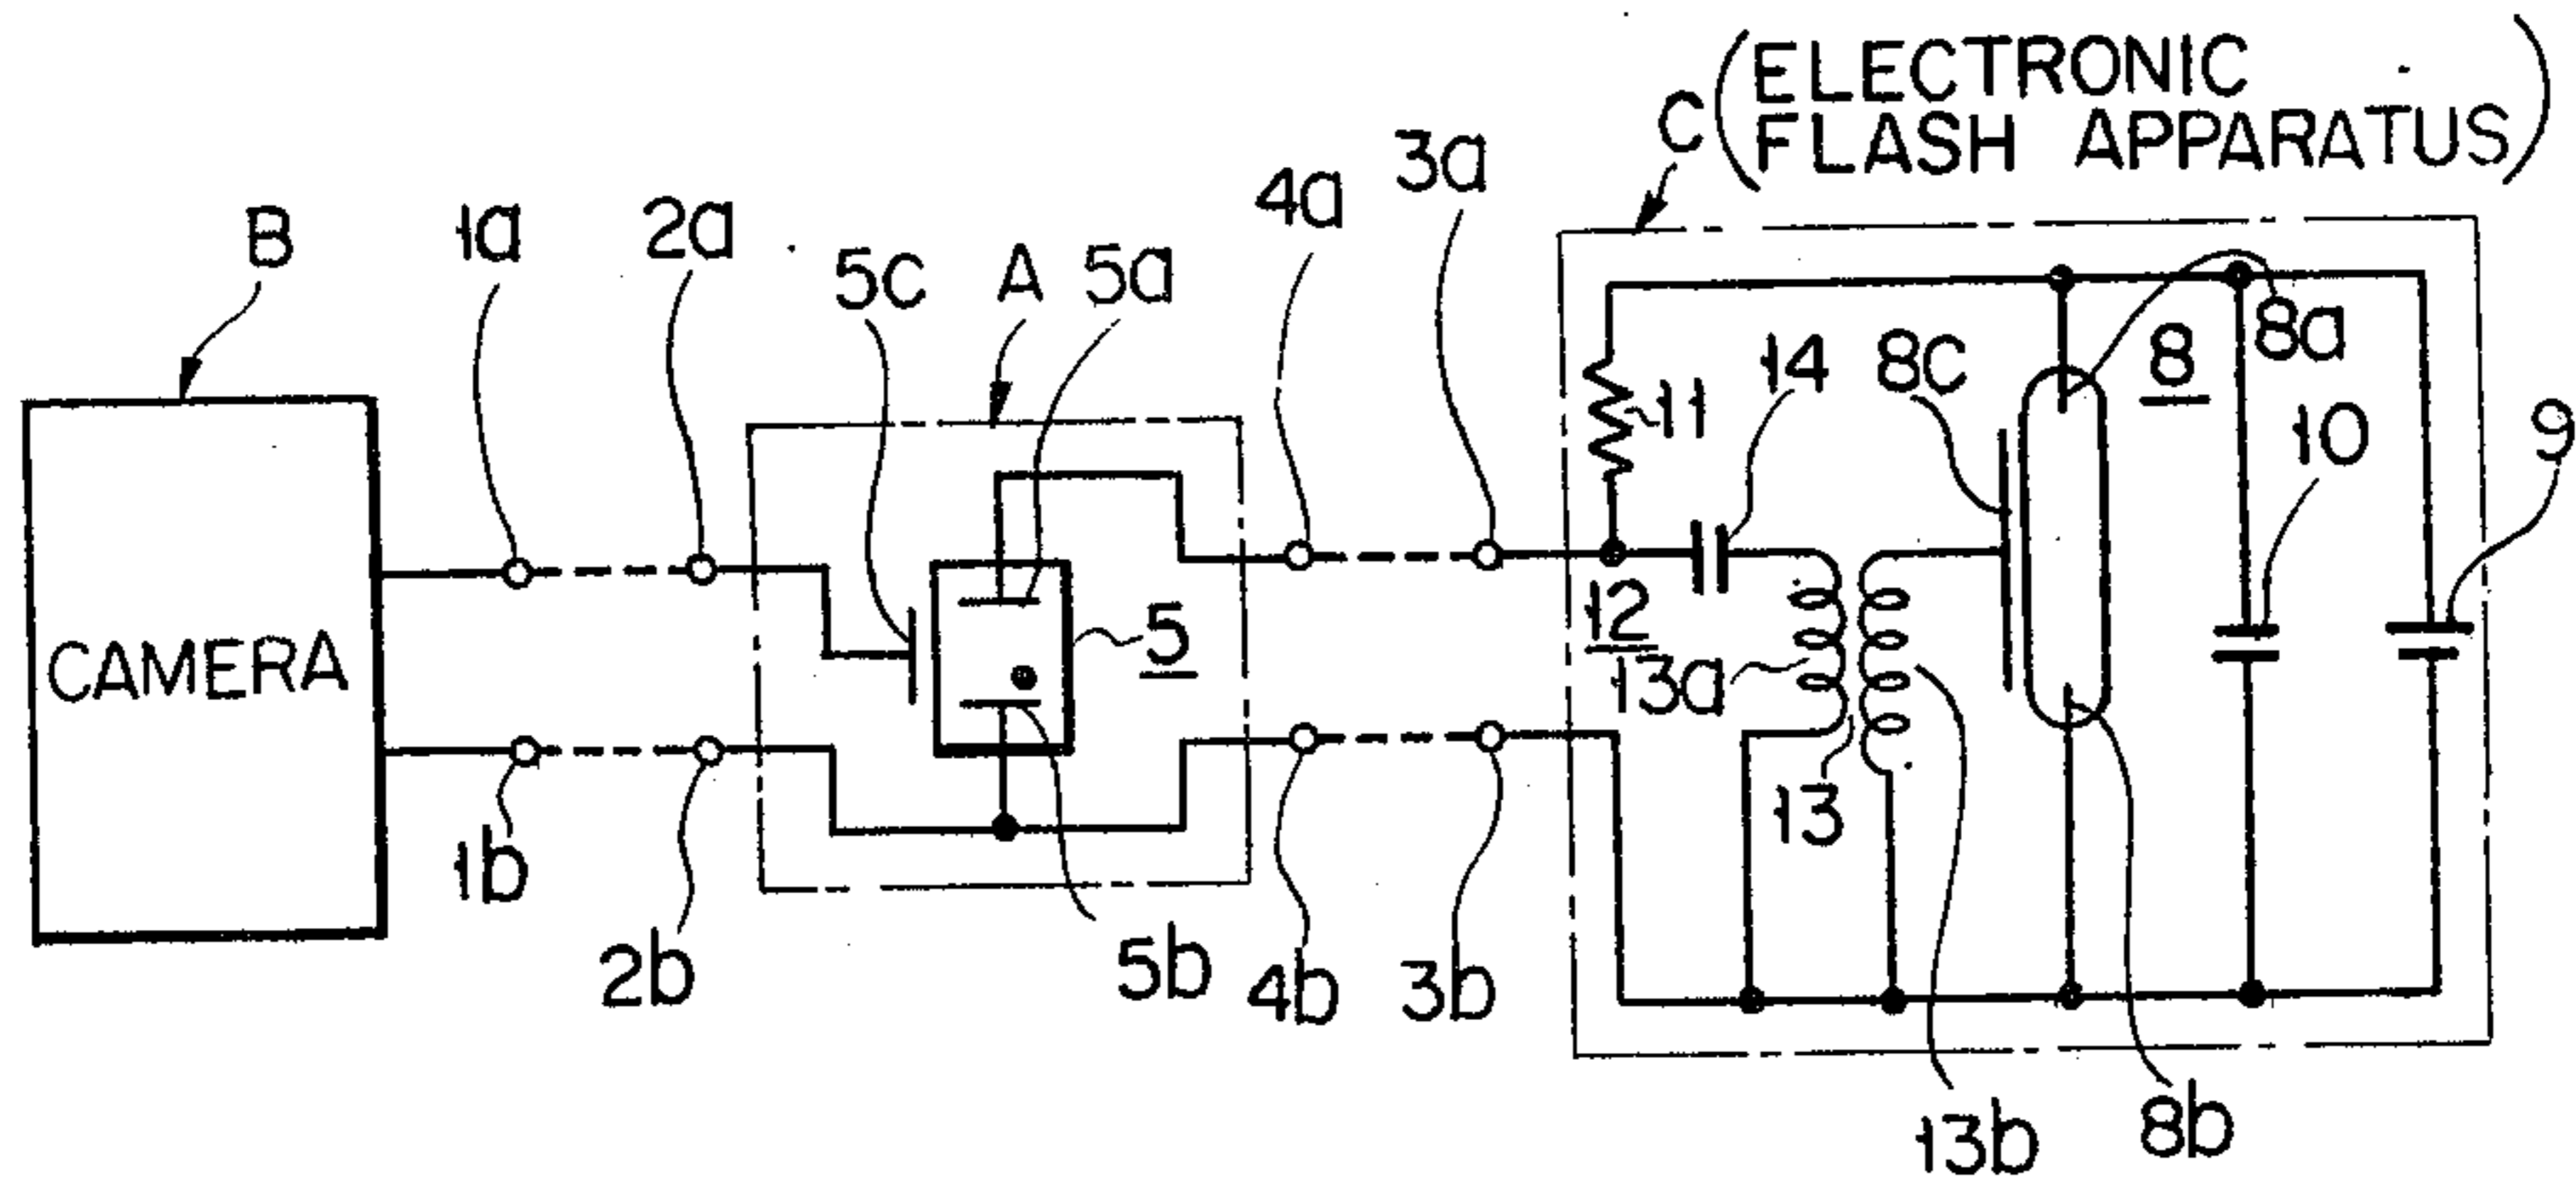 C (ELECTRONIC
FLASH APPARATUS)
B
1a
2a
5C
A
5a
4a
3a
14
8C
8
8a
11
10
9
CAMERA
5
12
13a
13
1b
2b
5b
4b
3b
13b
8b